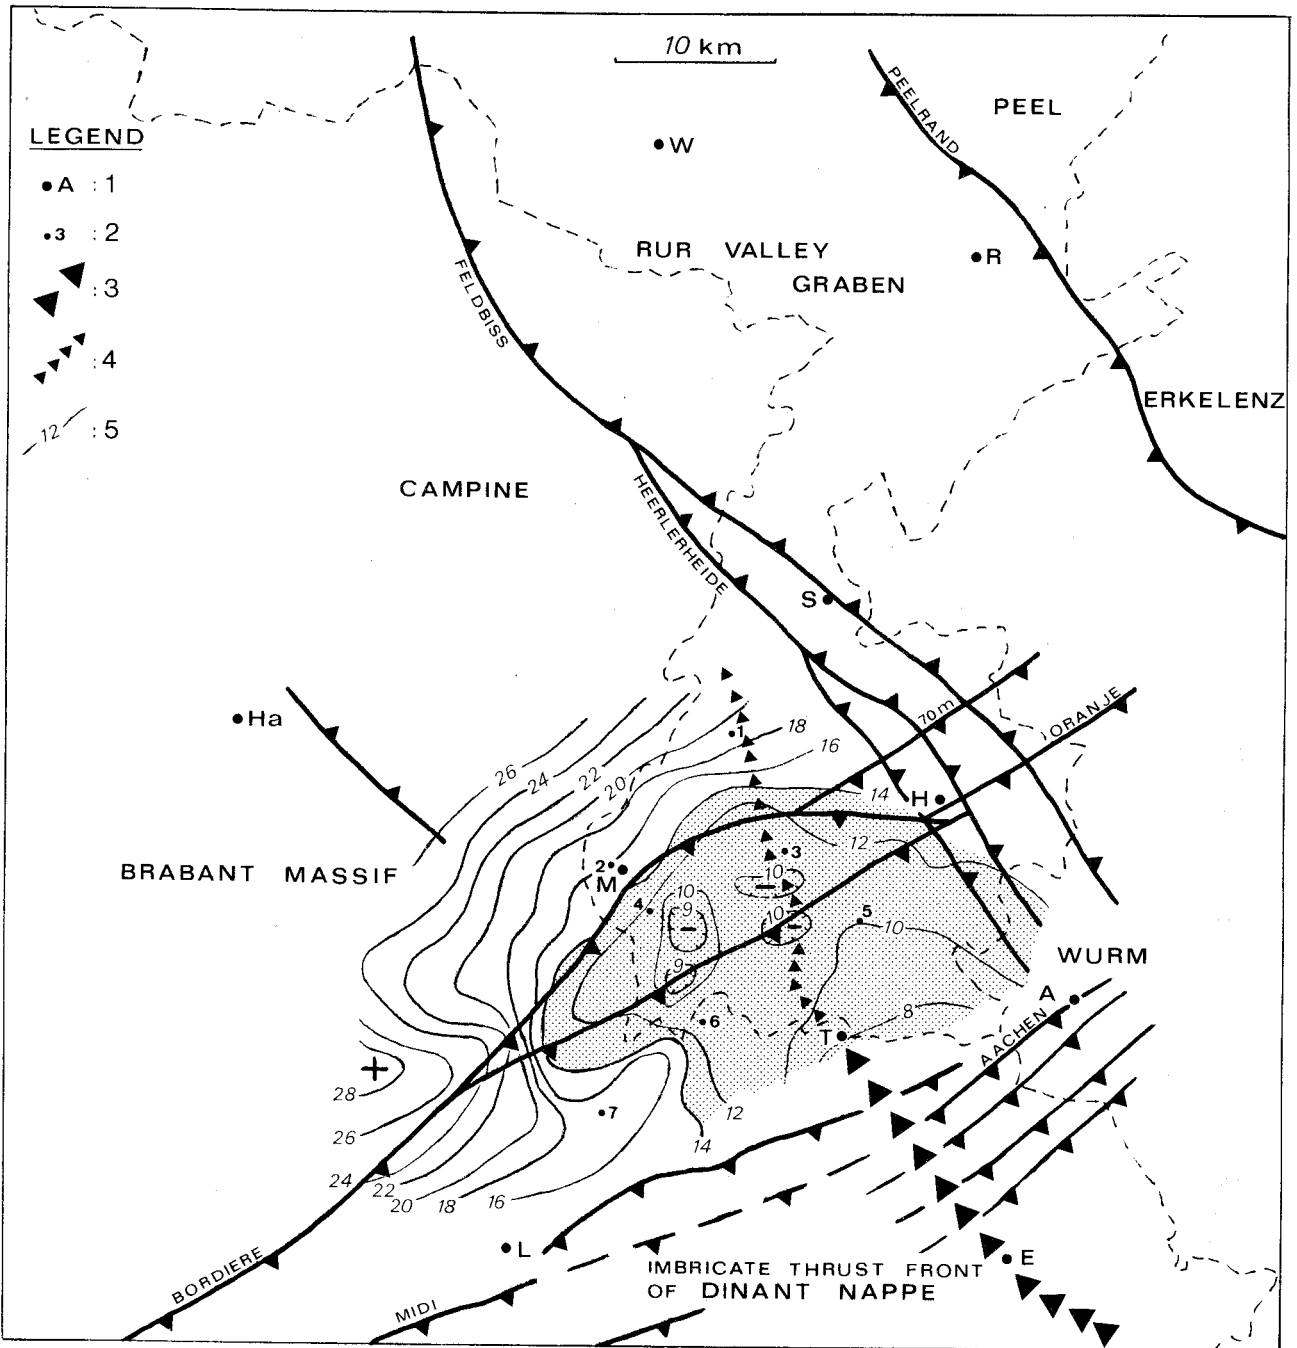 10 km
PEELRAND
PEEL
LEGEND
W
A : 1
3 : 2
: 3
: 4
12 : 5
RUR VALLEY
GRABEN
R
FELDBISS
ERKELENZ
CAMPINE
HEERLERHEIDE
S
Ha
70m
ORANJE
1
18
16
26
24
22
20
14
H
12
BRABANT MASSIF
2
M
3
10
10
4
9
10
5
10
9
WURM
A
8
6
T
AACHEN
28
7
12
26
14
24
22
20
18
16
L
E
BORDIERE
IMBRICATE THRUST FRONT
OF DINANT NAPPE
MIDI